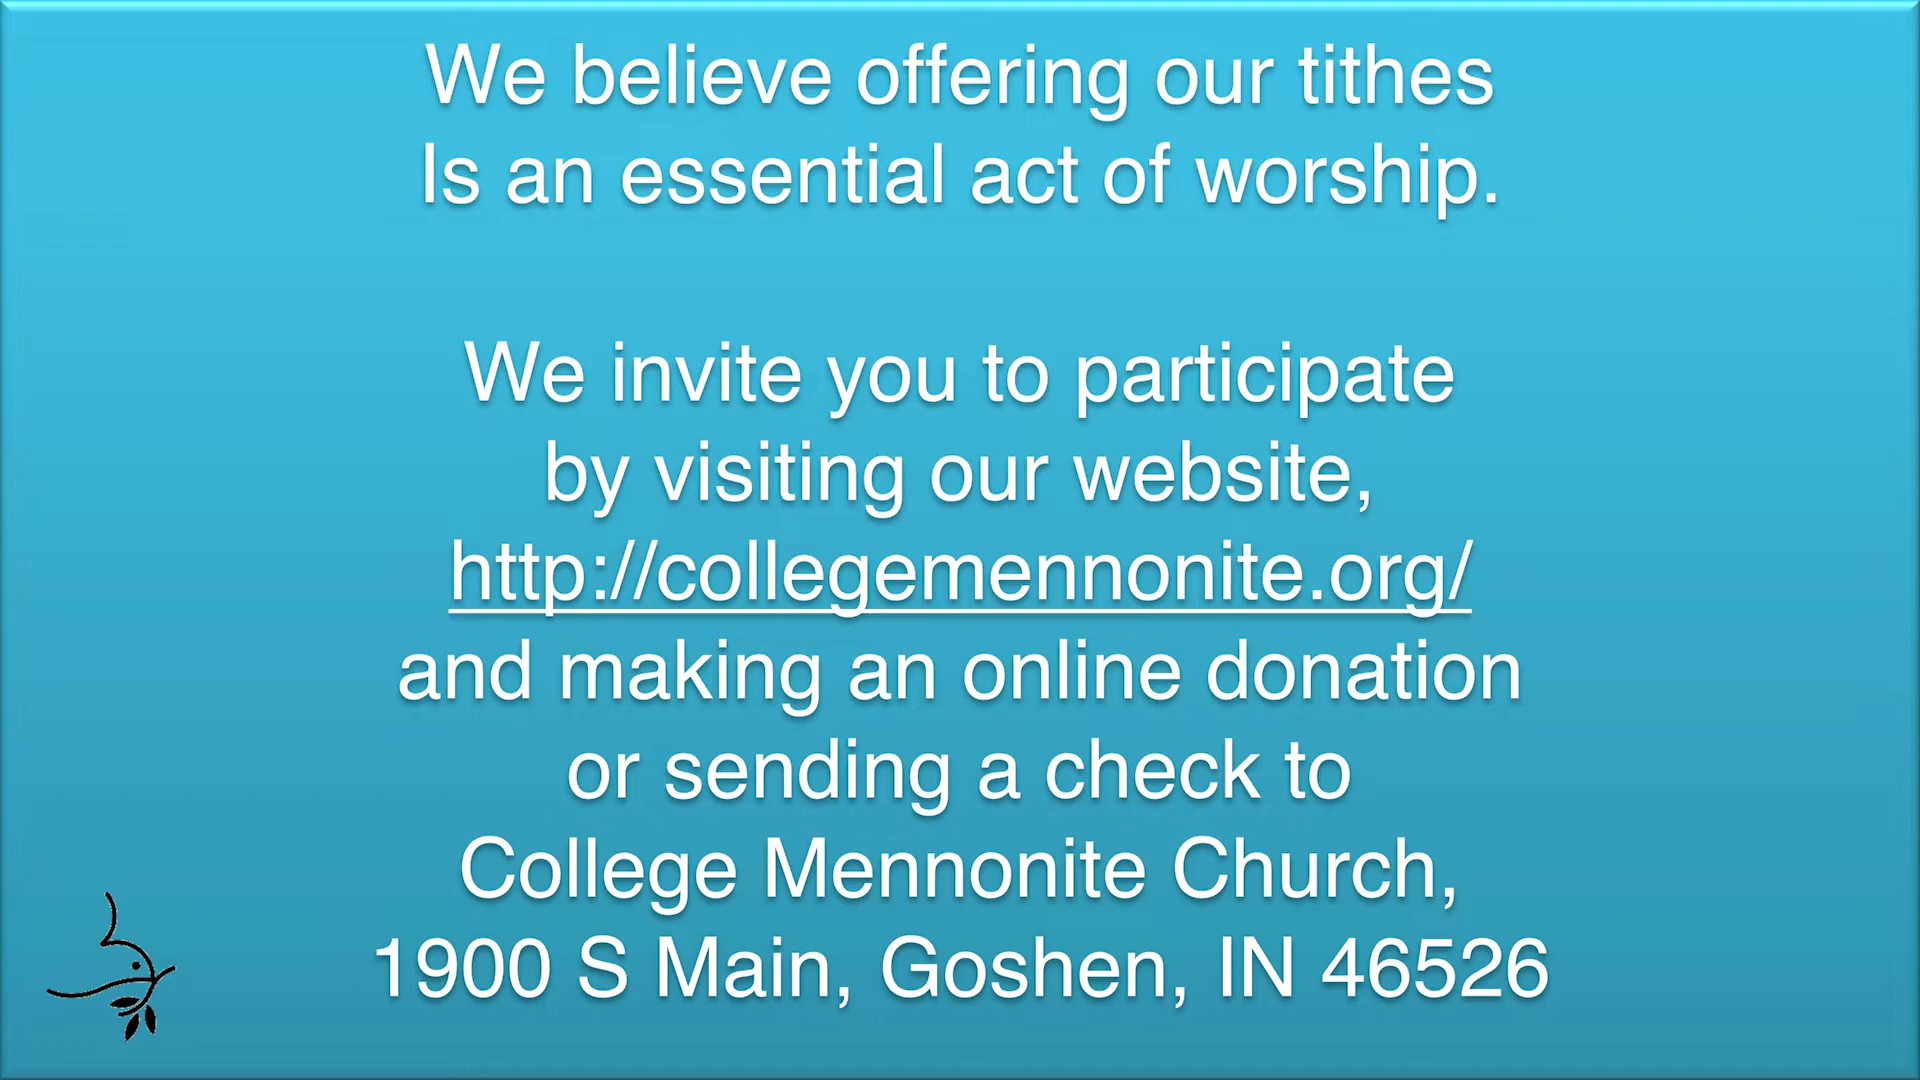 We believe offering our tithes
Is an essential act of worship.
We invite you to participate
by visiting our website,
http://collegemennonite.org/
and making an online donation
or sending a check to
College Mennonite Church,
1900 S Main, Goshen, IN 46526